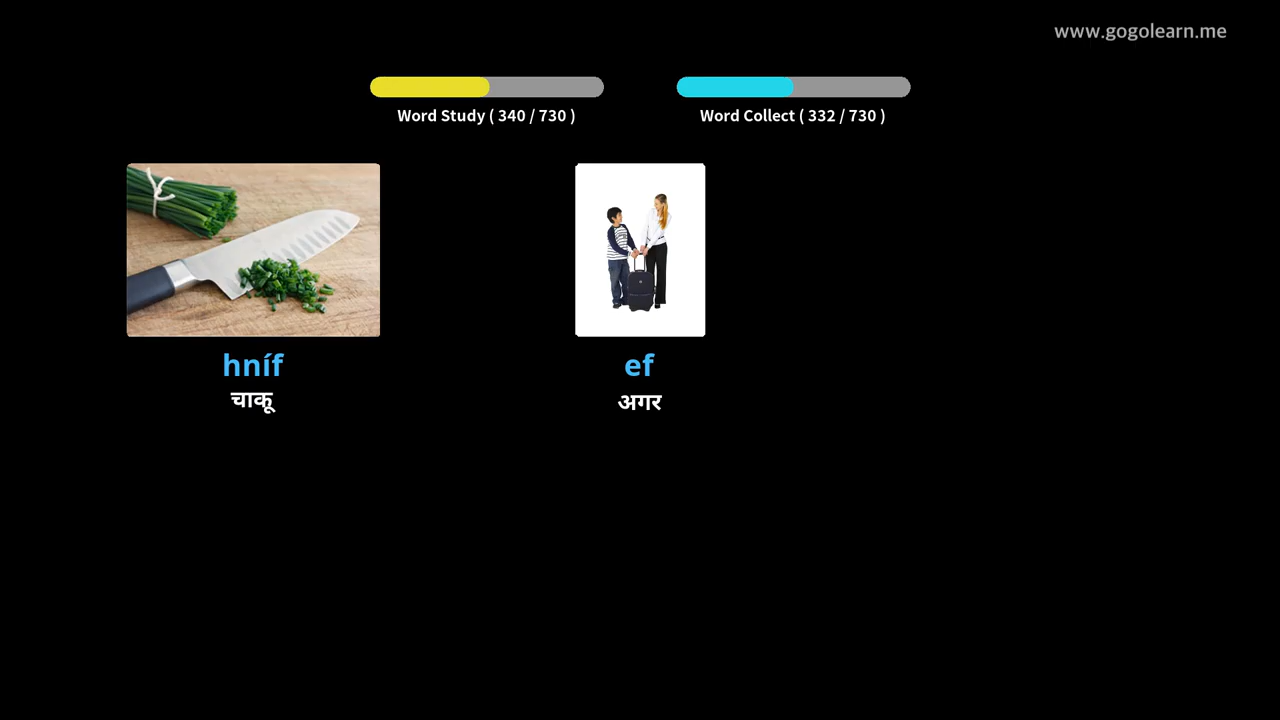 www.gogolearn.me
Word Study ( 340 / 730 )
Word Collect ( 332 / 730 )
hníf
चाकू
ef
अगर